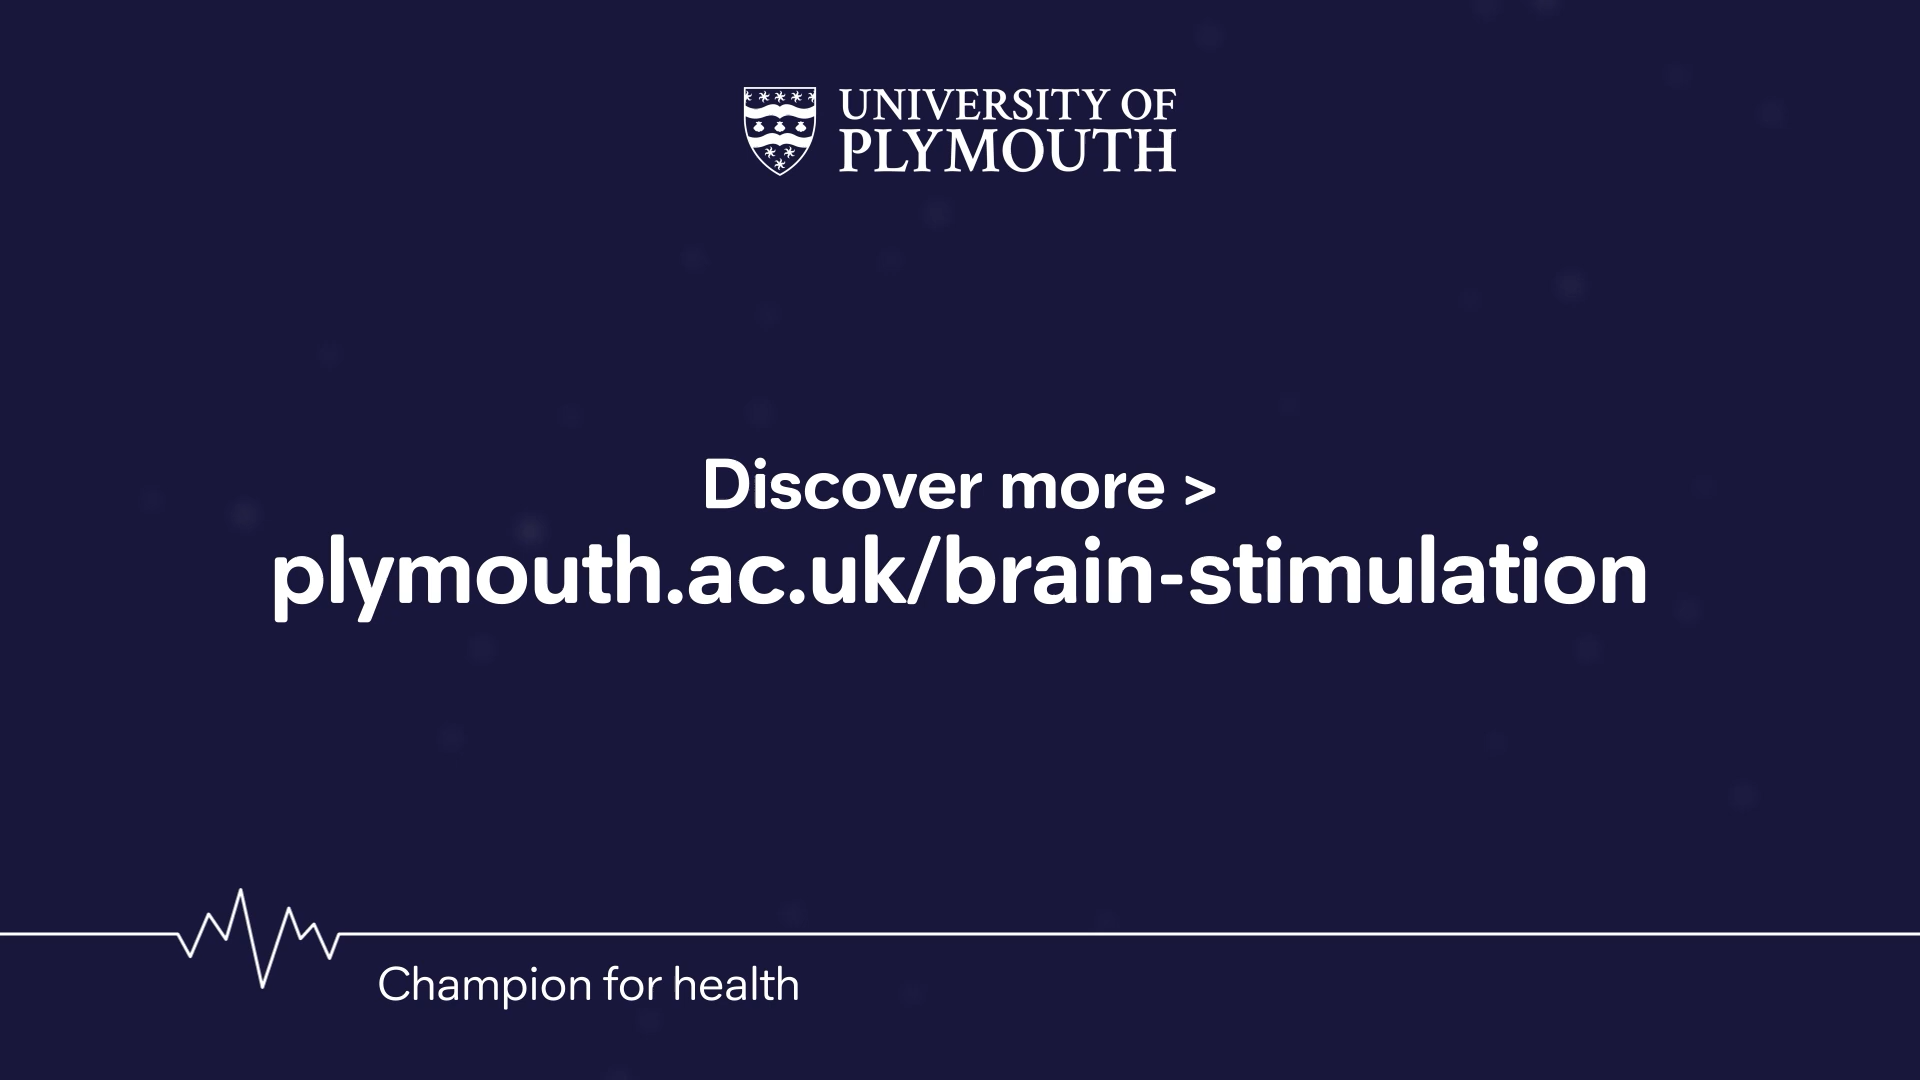 UNIVERSITY OF
PLYMOUTH
Discover more >
plymouth.ac.uk/brain-stimulation
Champion for health